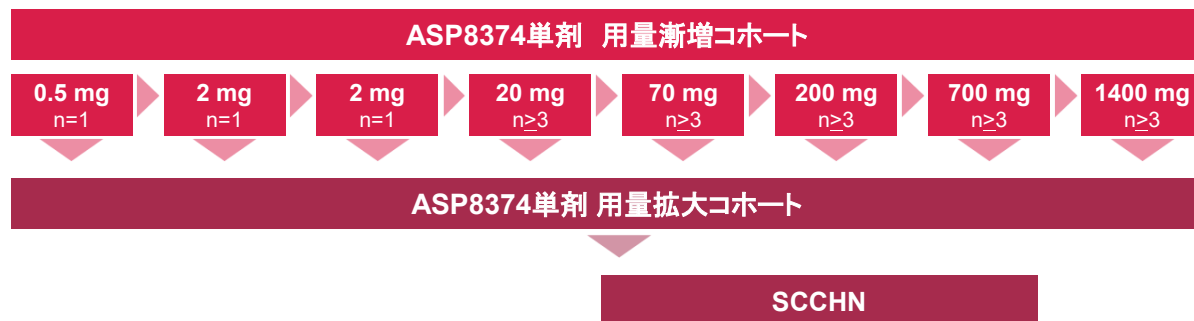 ASP8374単剤 用量漸増コホート
0.5 mg 2 mg 2 mg 20 mg 70 mg 200 mg 700 mg 1400 mg
n=1 n=1 n=1 n≥3 n≥3 n≥3 n≥3 n≥3
ASP8374単剤 用量拡大コホート
SCCHN